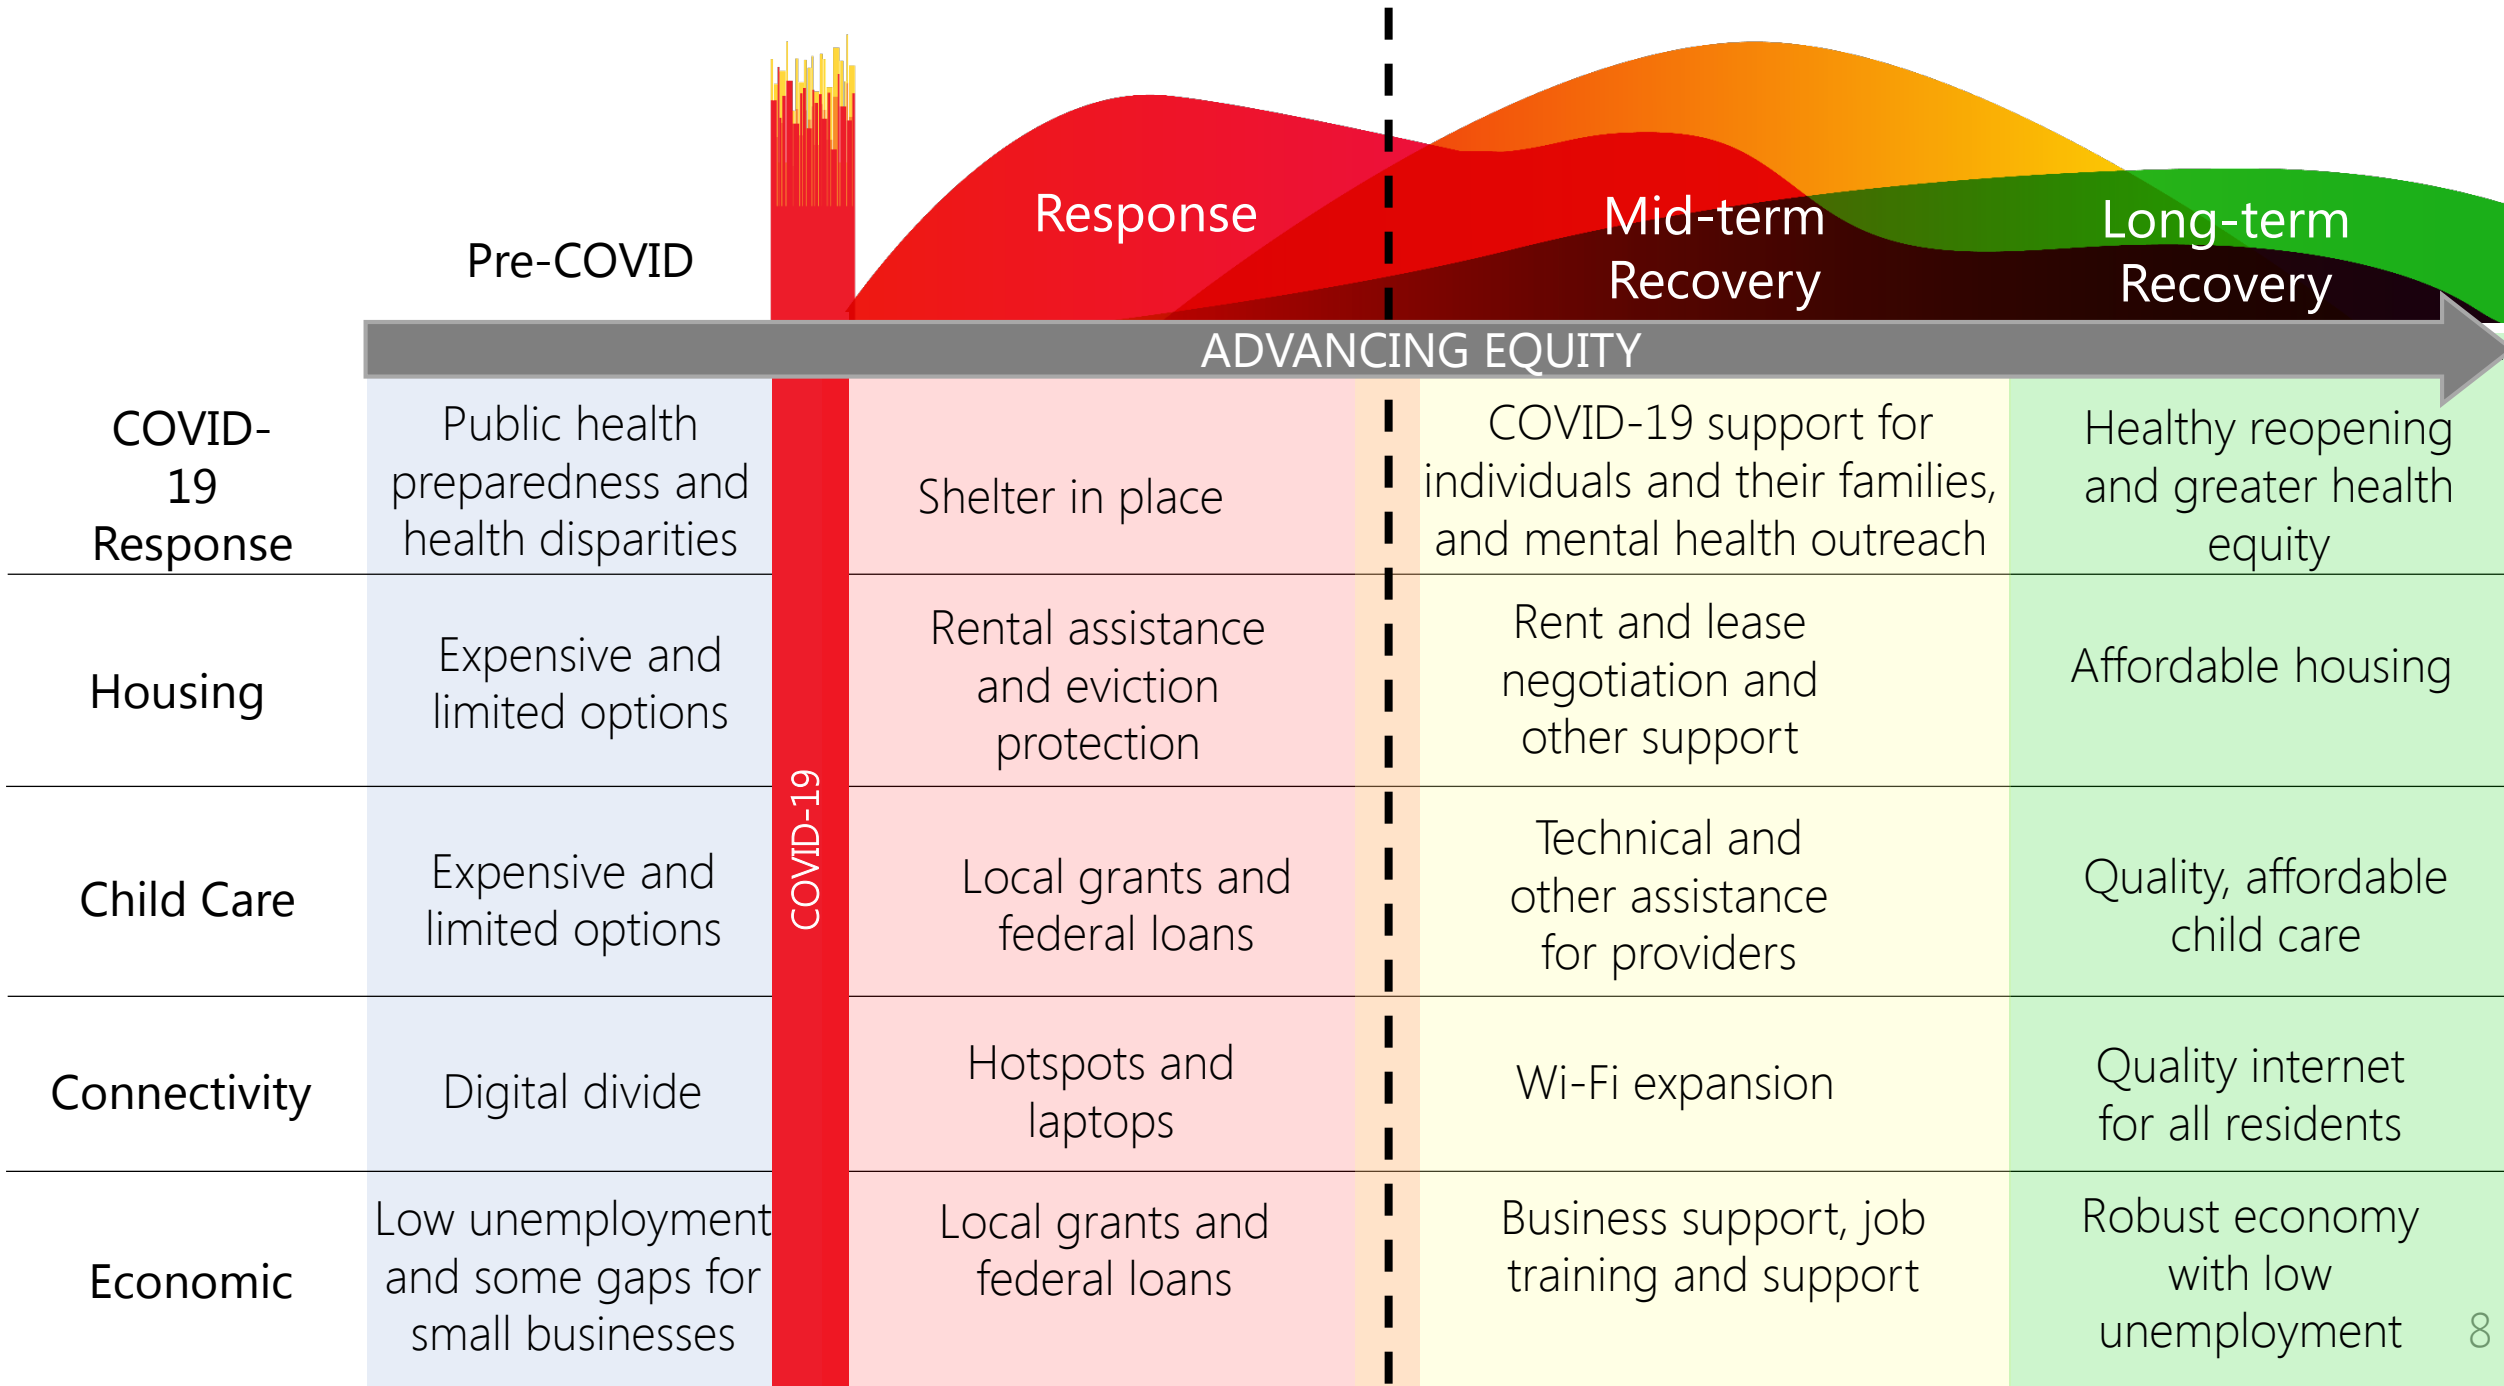 Pre-COVID
Response
Mid-term
Recovery
Long-term
Recovery
ADVANCING EQUITY
COVID-19
COVID-
19
Response
Public health
preparedness and
health disparities
Shelter in place
COVID-19 support for
individuals and their families,
and mental health outreach
Healthy reopening
and greater health
equity
Housing
Expensive and
limited options
Rental assistance
and eviction
protection
Rent and lease
negotiation and
other support
Affordable housing
Child Care
Expensive and
limited options
Local grants and
federal loans
Technical and
other assistance
for providers
Quality, affordable
child care
Connectivity
Digital divide
Hotspots and
laptops
Wi-Fi expansion
Quality internet
for all residents
Economic
Low unemployment
and some gaps for
small businesses
Local grants and
federal loans
Business support, job
training and support
Robust economy
with low
unemployment
8